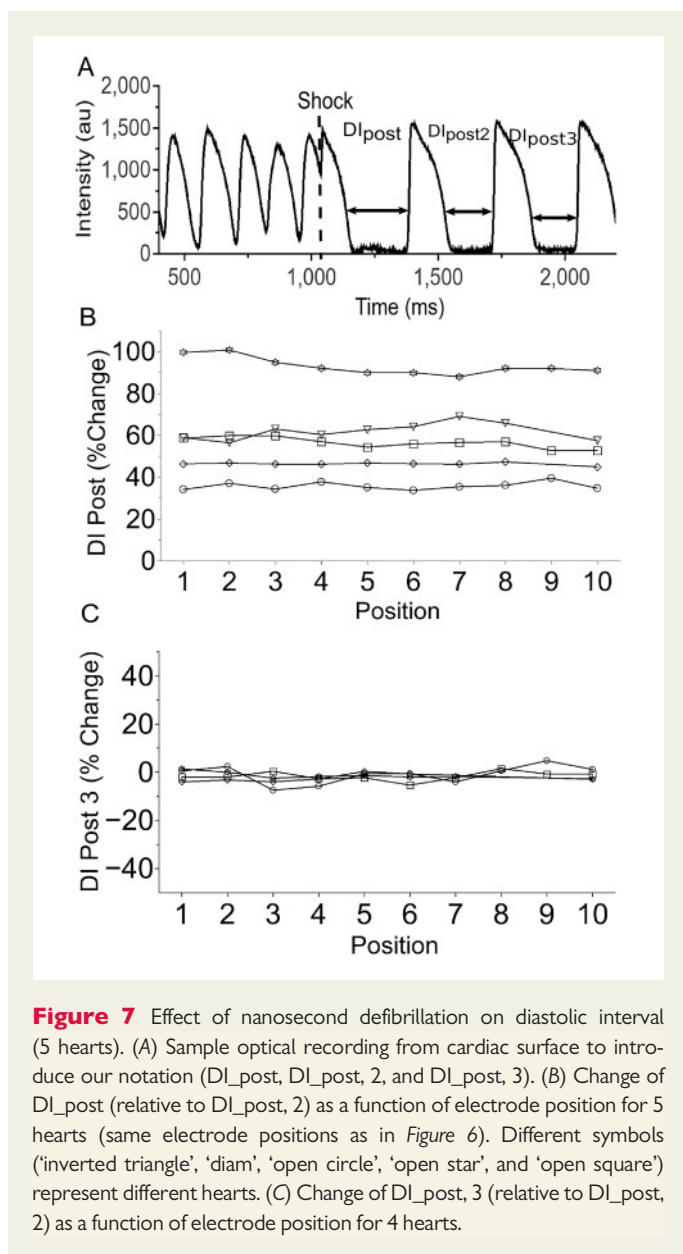 A
Intensity (au)
2,000
1,500
1,000
500
0
Shock
DIpost
DIpost2
DIpost3
500
1,000
1,500
2,000
Time (ms)
B
DI Post (%Change)
100
80
60
40
20
0
1 2 3 4 5 6 7 8 9 10
Position
C
DI Post 3 (% Change)
40
20
0
−20
−40
1 2 3 4 5 6 7 8 9 10
Position
Figure 7 Effect of nanosecond defibrillation on diastolic interval
(5 hearts). (A) Sample optical recording from cardiac surface to intro-
duce our notation (DI_post, DI_post, 2, and DI_post, 3). (B) Change of
DI_post (relative to DI_post, 2) as a function of electrode position for 5
hearts (same electrode positions as in Figure 6). Different symbols
(‘inverted triangle’, ‘diam’, ‘open circle’, ‘open star’, and ‘open square’)
represent different hearts. (C) Change of DI_post, 3 (relative to DI_post,
2) as a function of electrode position for 4 hearts.